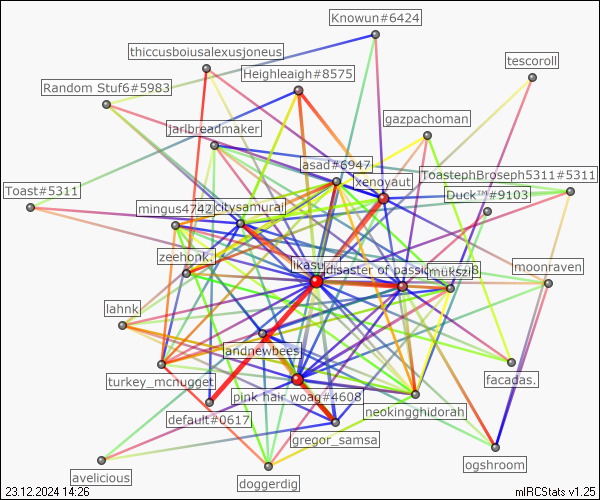 Knowun#6424
thiccusboiusalexusjoneus
tescoroll
Heighleigh#8575
Random Stuf6#5983
gazpachoman
jarlbreadmaker
asad#6947
ToastephBroseph5311#5311
xenoyaut
Toast#5311
Duck™#9103
mingus4742
citysamurai
zeehonk.
ikasu
disaster of passion
mukszi8
moonraven
lahnk
andnewbees
turkey_mcnugget
facadas.
pink hair woag#4608
neokingghidorah
default#0617
gregor_samsa
ogshroom
avelicious
doggerdig
23.12.2024 14:26
mIRCStats v1.25